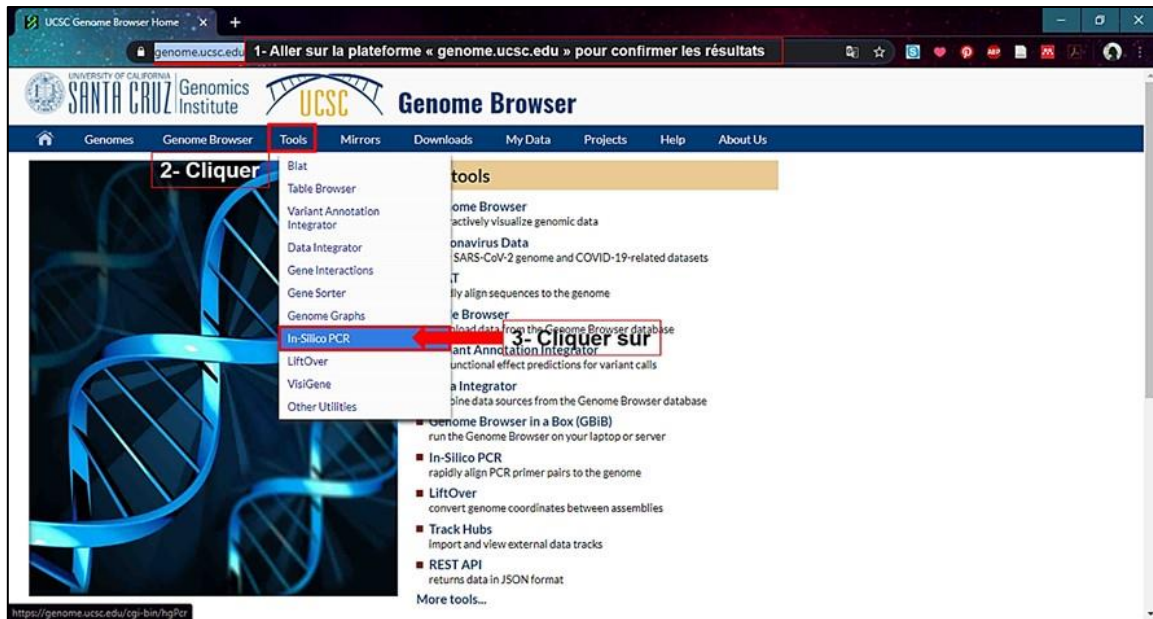 UCSC Genome Browser Home
genome.ucsc.edu 1- Aller sur la plateforme « genome.ucsc.edu » pour confirmer les résultats
UNIVERSITY OF CALIFORNIA
SANTA CRUZ Genomics Institute
UCSC Genome Browser
Genomes Genome Browser Tools Mirrors Downloads My Data Projects Help About Us
2- Cliquer
Blat
Table Browser
Variant Annotation
Integrator
Data Integrator
Gene Interactions
Gene Sorter
Genome Graphs
In-Silico PCR
3- Cliquer sur
LiftOver
VisiGene
Other Utilities
tools
ome Browser
actively visualize genomic data
onavirus Data
SARS-CoV-2 genome and COVID-19-related datasets
T
dly align sequences to the genome
e Browser
nload data from the Genome Browser database
iant Annotation Integrator
unctional effect predictions for variant calls
a Integrator
bine data sources from the Genome Browser database
Genome Browser in a Box (GBiB)
run the Genome Browser on your laptop or server
In-Silico PCR
rapidly align PCR primer pairs to the genome
LiftOver
convert genome coordinates between assemblies
Track Hubs
import and view external data tracks
REST API
returns data in JSON format
More tools...
https://genome.ucsc.edu/cgi-bin/hgPcr